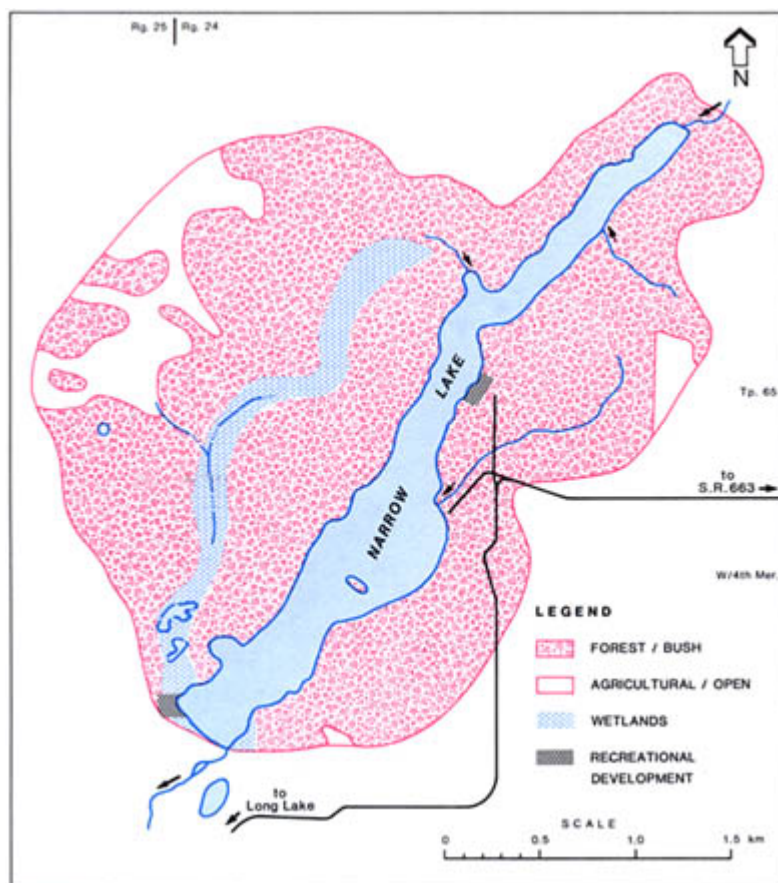 Rg. 25 | Rg. 24
N
LAKE
Tp. 65
to
S.R.663
NARROW
W/4th Mer.
LEGEND
FOREST / BUSH
AGRICULTURAL / OPEN
WETLANDS
RECREATIONAL
DEVELOPMENT
to
Long Lake
SCALE
0 0.5 1.0 1.5 km